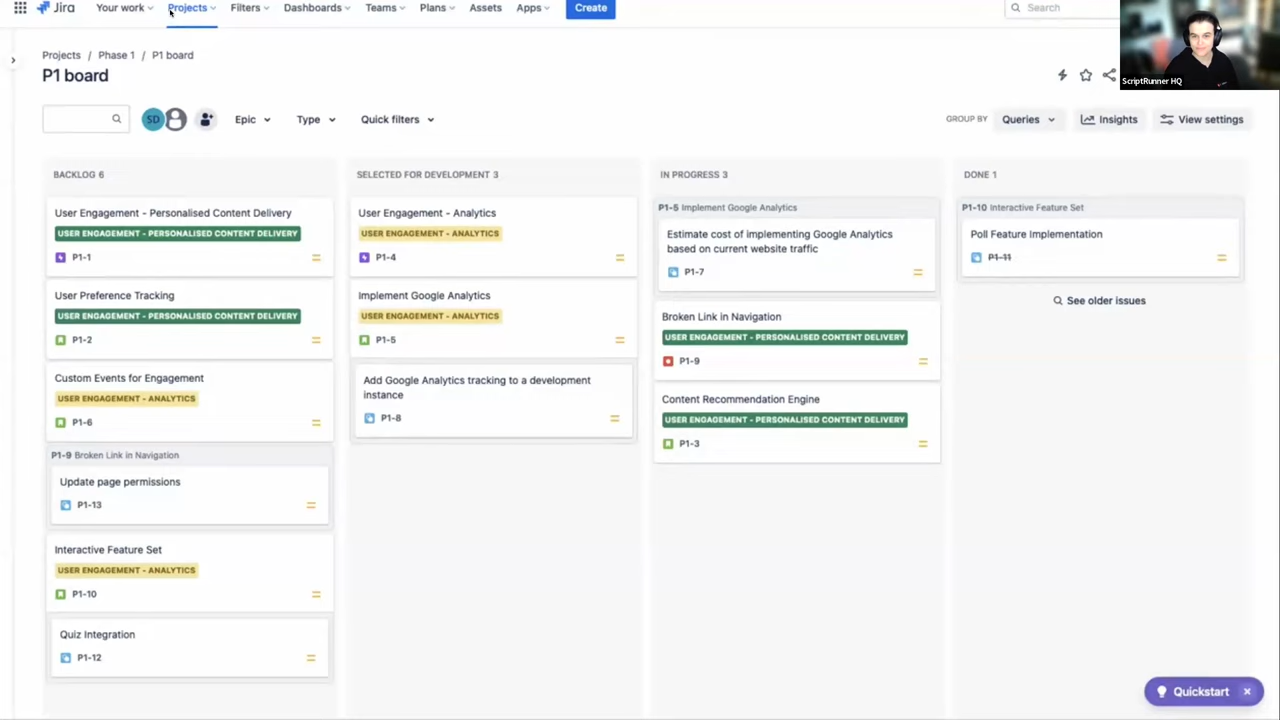 Jira
Your work
Projects
Filters
Dashboards
Teams
Plans
Assets
Apps
Create
Search
ScriptRunner HQ
Projects / Phase 1 / P1 board
P1 board
SD
Epic
Type
Quick filters
GROUP BY
Queries
Insights
View settings
BACKLOG 6
User Engagement - Personalised Content Delivery
USER ENGAGEMENT - PERSONALISED CONTENT DELIVERY
P1-1
User Preference Tracking
USER ENGAGEMENT - PERSONALISED CONTENT DELIVERY
P1-2
Custom Events for Engagement
USER ENGAGEMENT - ANALYTICS
P1-6
P1-9 Broken Link in Navigation
Update page permissions
P1-13
Interactive Feature Set
USER ENGAGEMENT - ANALYTICS
P1-10
Quiz Integration
P1-12
SELECTED FOR DEVELOPMENT 3
User Engagement - Analytics
USER ENGAGEMENT - ANALYTICS
P1-4
Implement Google Analytics
USER ENGAGEMENT - ANALYTICS
P1-5
Add Google Analytics tracking to a development
instance
P1-8
IN PROGRESS 3
P1-5 Implement Google Analytics
Estimate cost of implementing Google Analytics
based on current website traffic
P1-7
Broken Link in Navigation
USER ENGAGEMENT - PERSONALISED CONTENT DELIVERY
P1-9
Content Recommendation Engine
USER ENGAGEMENT - PERSONALISED CONTENT DELIVERY
P1-3
DONE 1
P1-10 Interactive Feature Set
Poll Feature Implementation
P1-11
See older issues
Quickstart